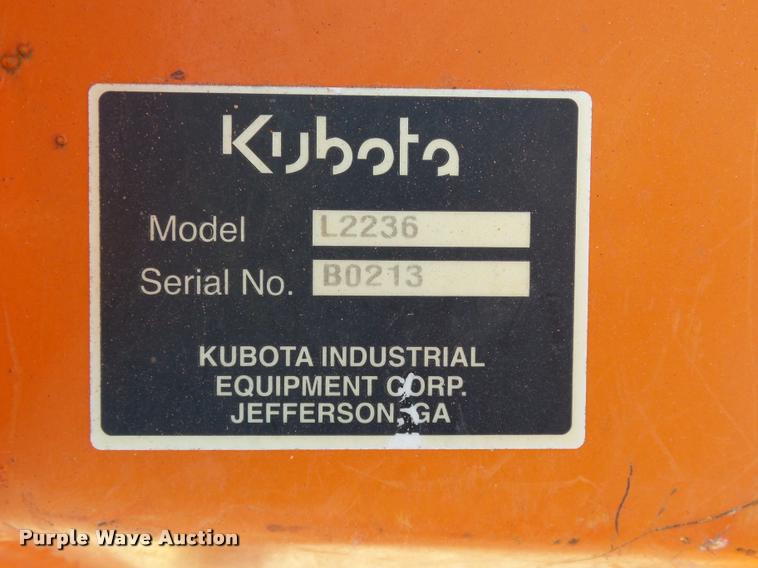 Kubota
Model L2236
Serial No. B0213
KUBOTA INDUSTRIAL
EQUIPMENT CORP.
JEFFERSON, GA
Purple Wave Auction